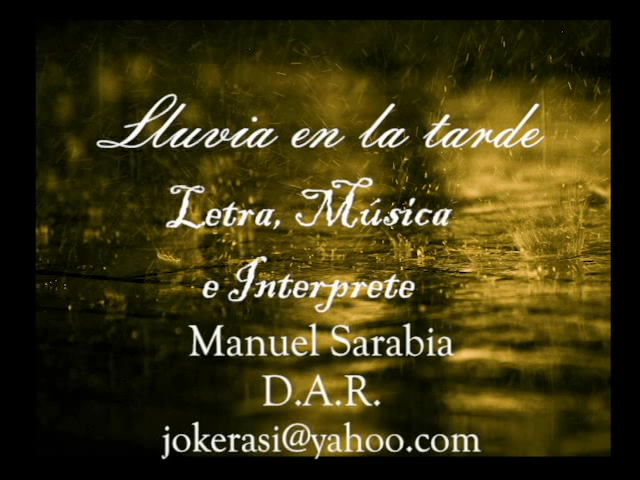 Lluvia en la tarde
Letra, Música
e Interprete
Manuel Sarabia
D.A.R.
jokerasi@yahoo.com